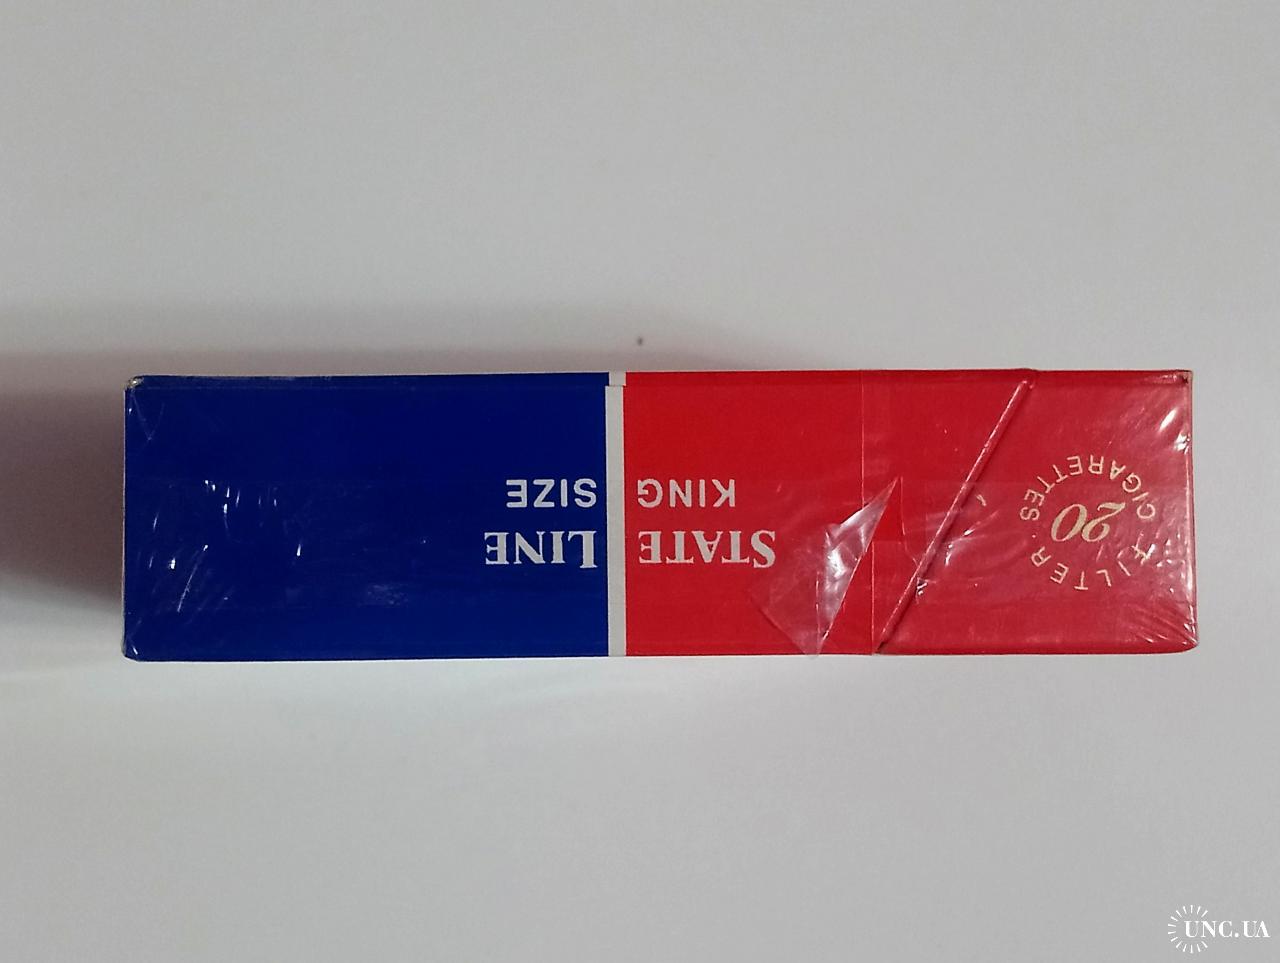 STATE LINE
KING SIZE
FILTER CIGARETTES
20
UNC.UA